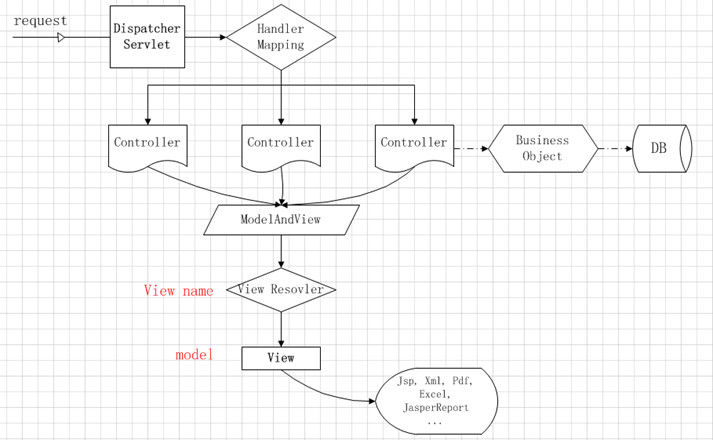 request
Dispatcher
Servlet
Handler
Mapping
Controller
Controller
Controller
Business
Object
DB
ModelAndView
View name
View Resovler
model
View
Jsp, Xml, Pdf,
Excel,
JasperReport
...